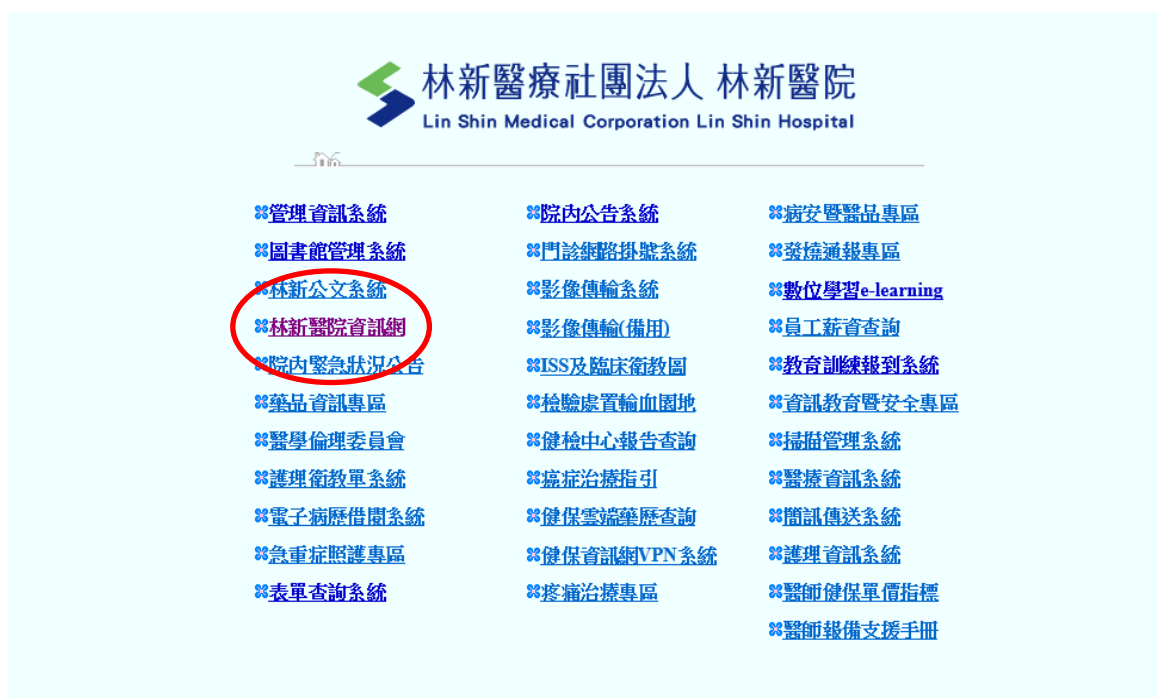 林新醫療社團法人 林新醫院
Lin Shin Medical Corporation Lin Shin Hospital
管理資訊系統
院內公告系統
病安暨醫品專區
圖書館管理系統
門診網路掛號系統
發燒通報專區
林新公文系統
影像傳輸系統
數位學習e-learning
林新醫院資訊網
影像傳輸(備用)
員工薪資查詢
院內緊急狀況公告
ISS及臨床衛教圖
教育訓練報到系統
藥品資訊專區
檢驗處置輸血園地
資訊教育暨安全專區
醫學倫理委員會
健檢中心報告查詢
掃描管理系統
護理衛教單系統
癌症治療指引
醫療資訊系統
電子病歷借閱系統
健保雲端藥歷查詢
簡訊傳送系統
急重症照護專區
健保資訊網VPN系統
護理資訊系統
表單查詢系統
疼痛治療專區
醫師健保單價指標
醫師報備支援手冊